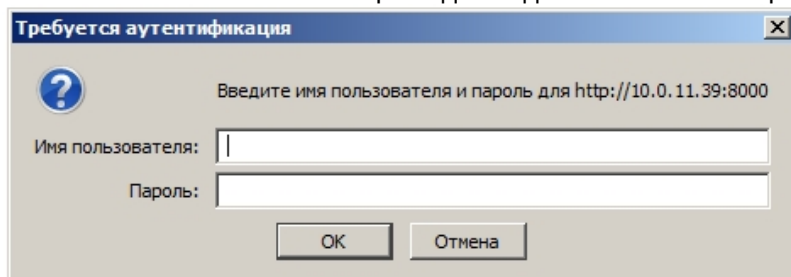 Требуется аутентификация
Введите имя пользователя и пароль для http://10.0.11.39:8000
Имя пользователя:
Пароль:
OK
Отмена